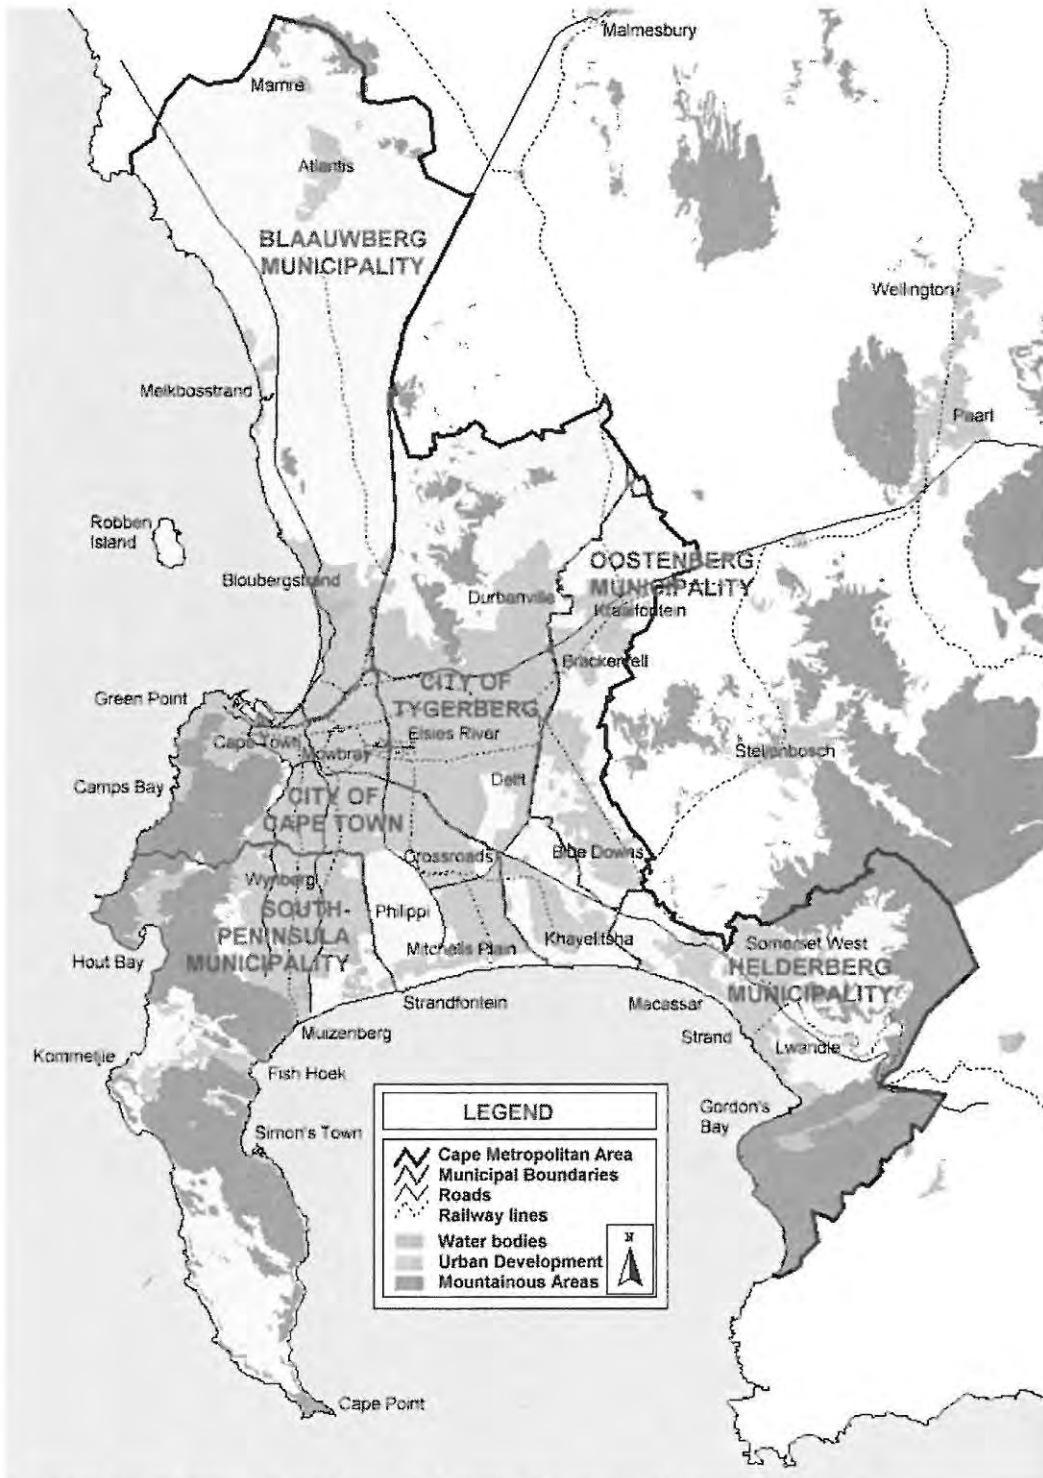 Malmesbury
Mamre
Atlantis
BLAAUWBERG
MUNICIPALITY
Wellington
Melkbosstrand
Paarl
Robben
Island
OOSTENBERG
MUNICIPALITY
Bloubergstrand
Durbanville
Kraaifontein
Brackenfell
Green Point
CITY OF
TYGERBERG
Elsies River
Cape Town
Mowbray
Stellenbosch
Camps Bay
Delft
CITY OF
CAPE TOWN
Crossroads
Blue Downs
Wynberg
SOUTH-
PENINSULA
MUNICIPALITY
Philippi
Mitchells Plain
Khayelitsha
Somerset West
HELDERBERG
MUNICIPALITY
Hout Bay
Strandfontein
Macassar
Muizenberg
Strand
Lwandle
Kommetjie
Fish Hoek
Gordon's
Bay
Simon's Town
LEGEND
Cape Metropolitan Area
Municipal Boundaries
Roads
Railway lines
Water bodies
Urban Development
Mountainous Areas
N
Cape Point